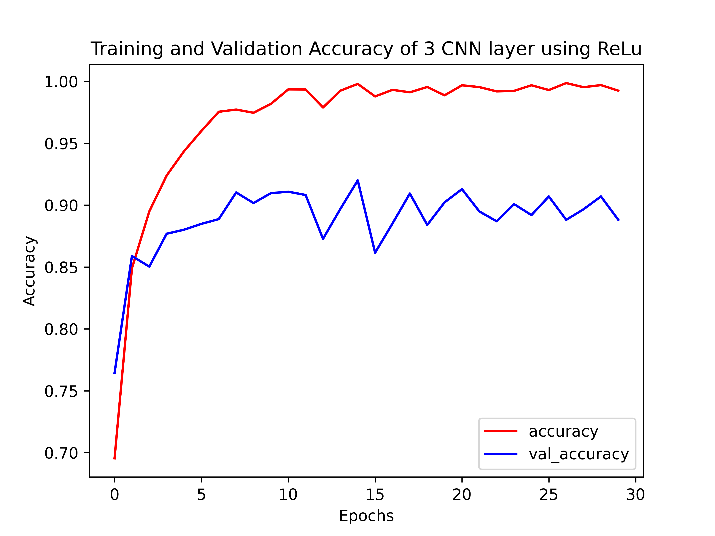 Training and Validation Accuracy of 3 CNN layer using ReLu
1.00
0.95
0.90
0.85
0.80
0.75
0.70
Accuracy
accuracy
val_accuracy
0 5 10 15 20 25 30
Epochs